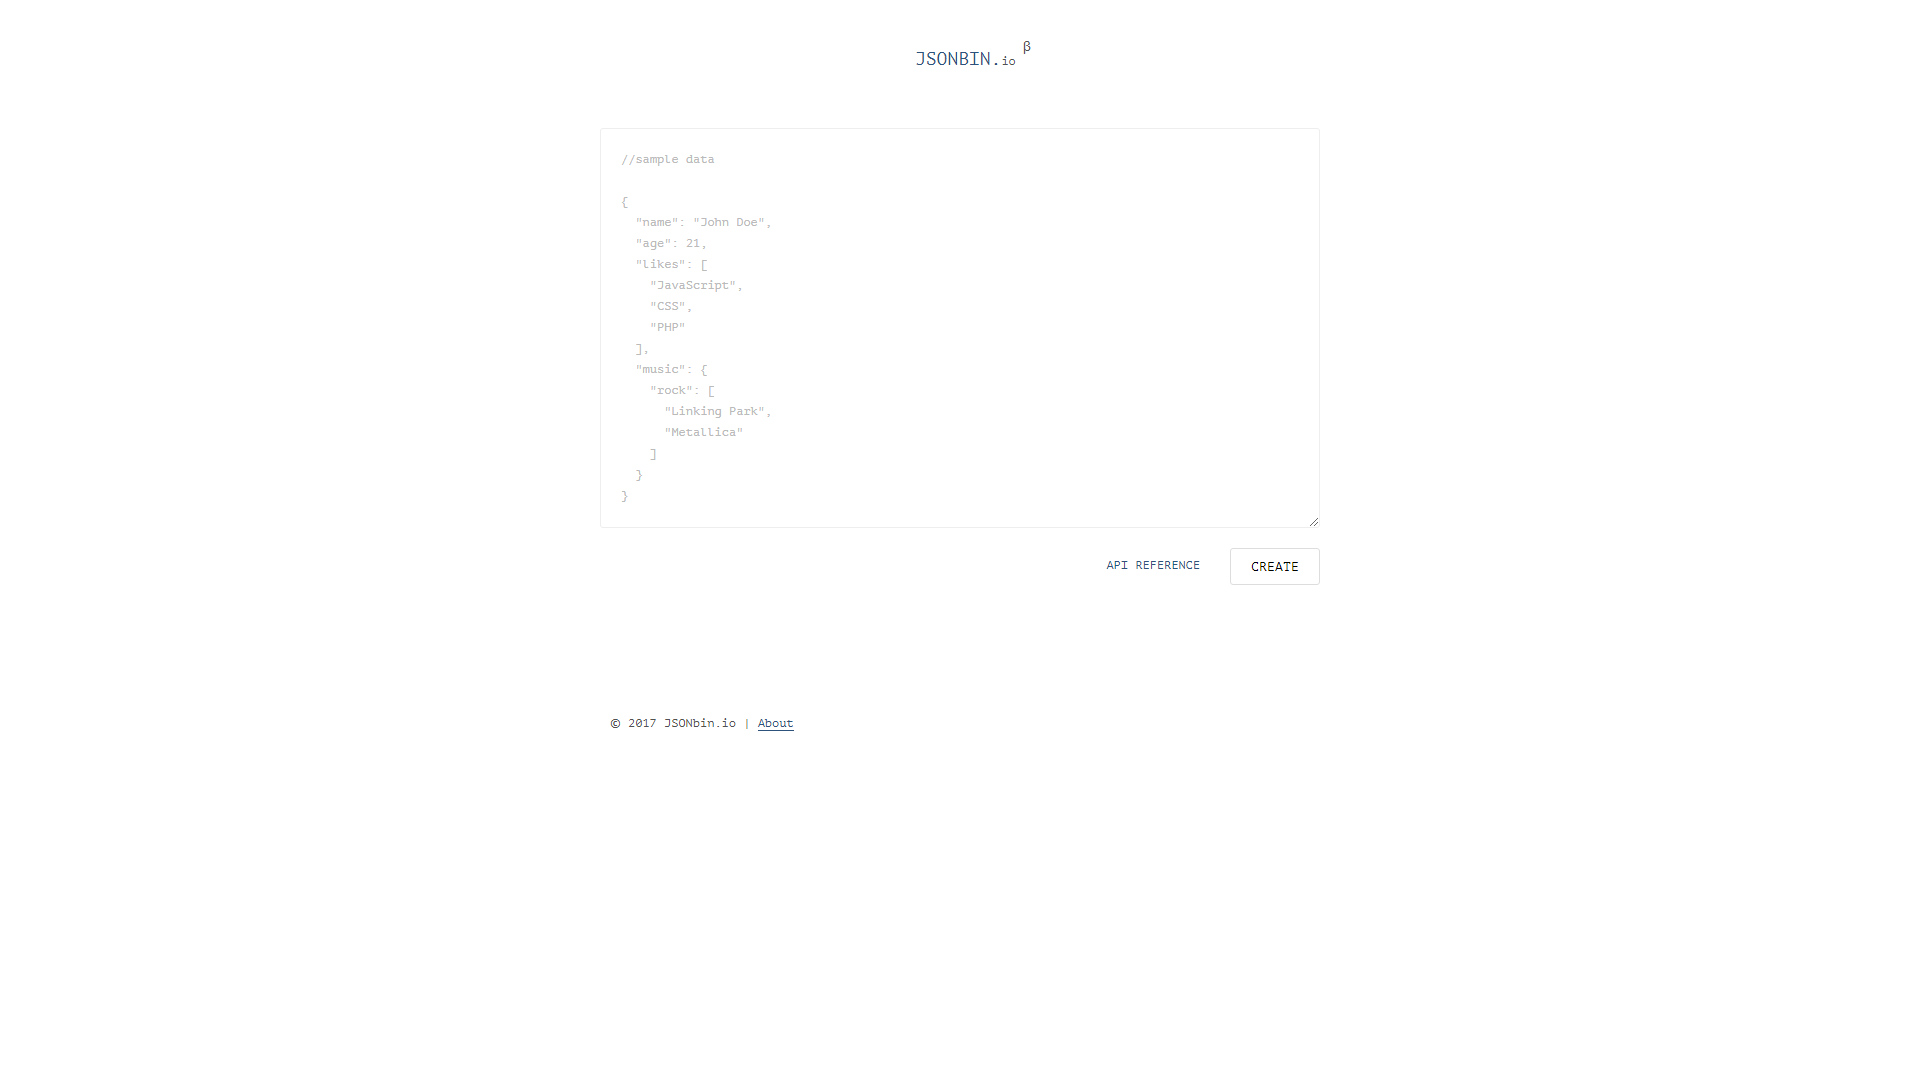 JSONBIN.io β
//sample data
{
"name": "John Doe",
"age": 21,
"likes": [
"JavaScript",
"CSS",
"PHP"
],
"music": {
"rock": [
"Linking Park",
"Metallica"
]
}
}
API REFERENCE CREATE
© 2017 JSONbin.io | About